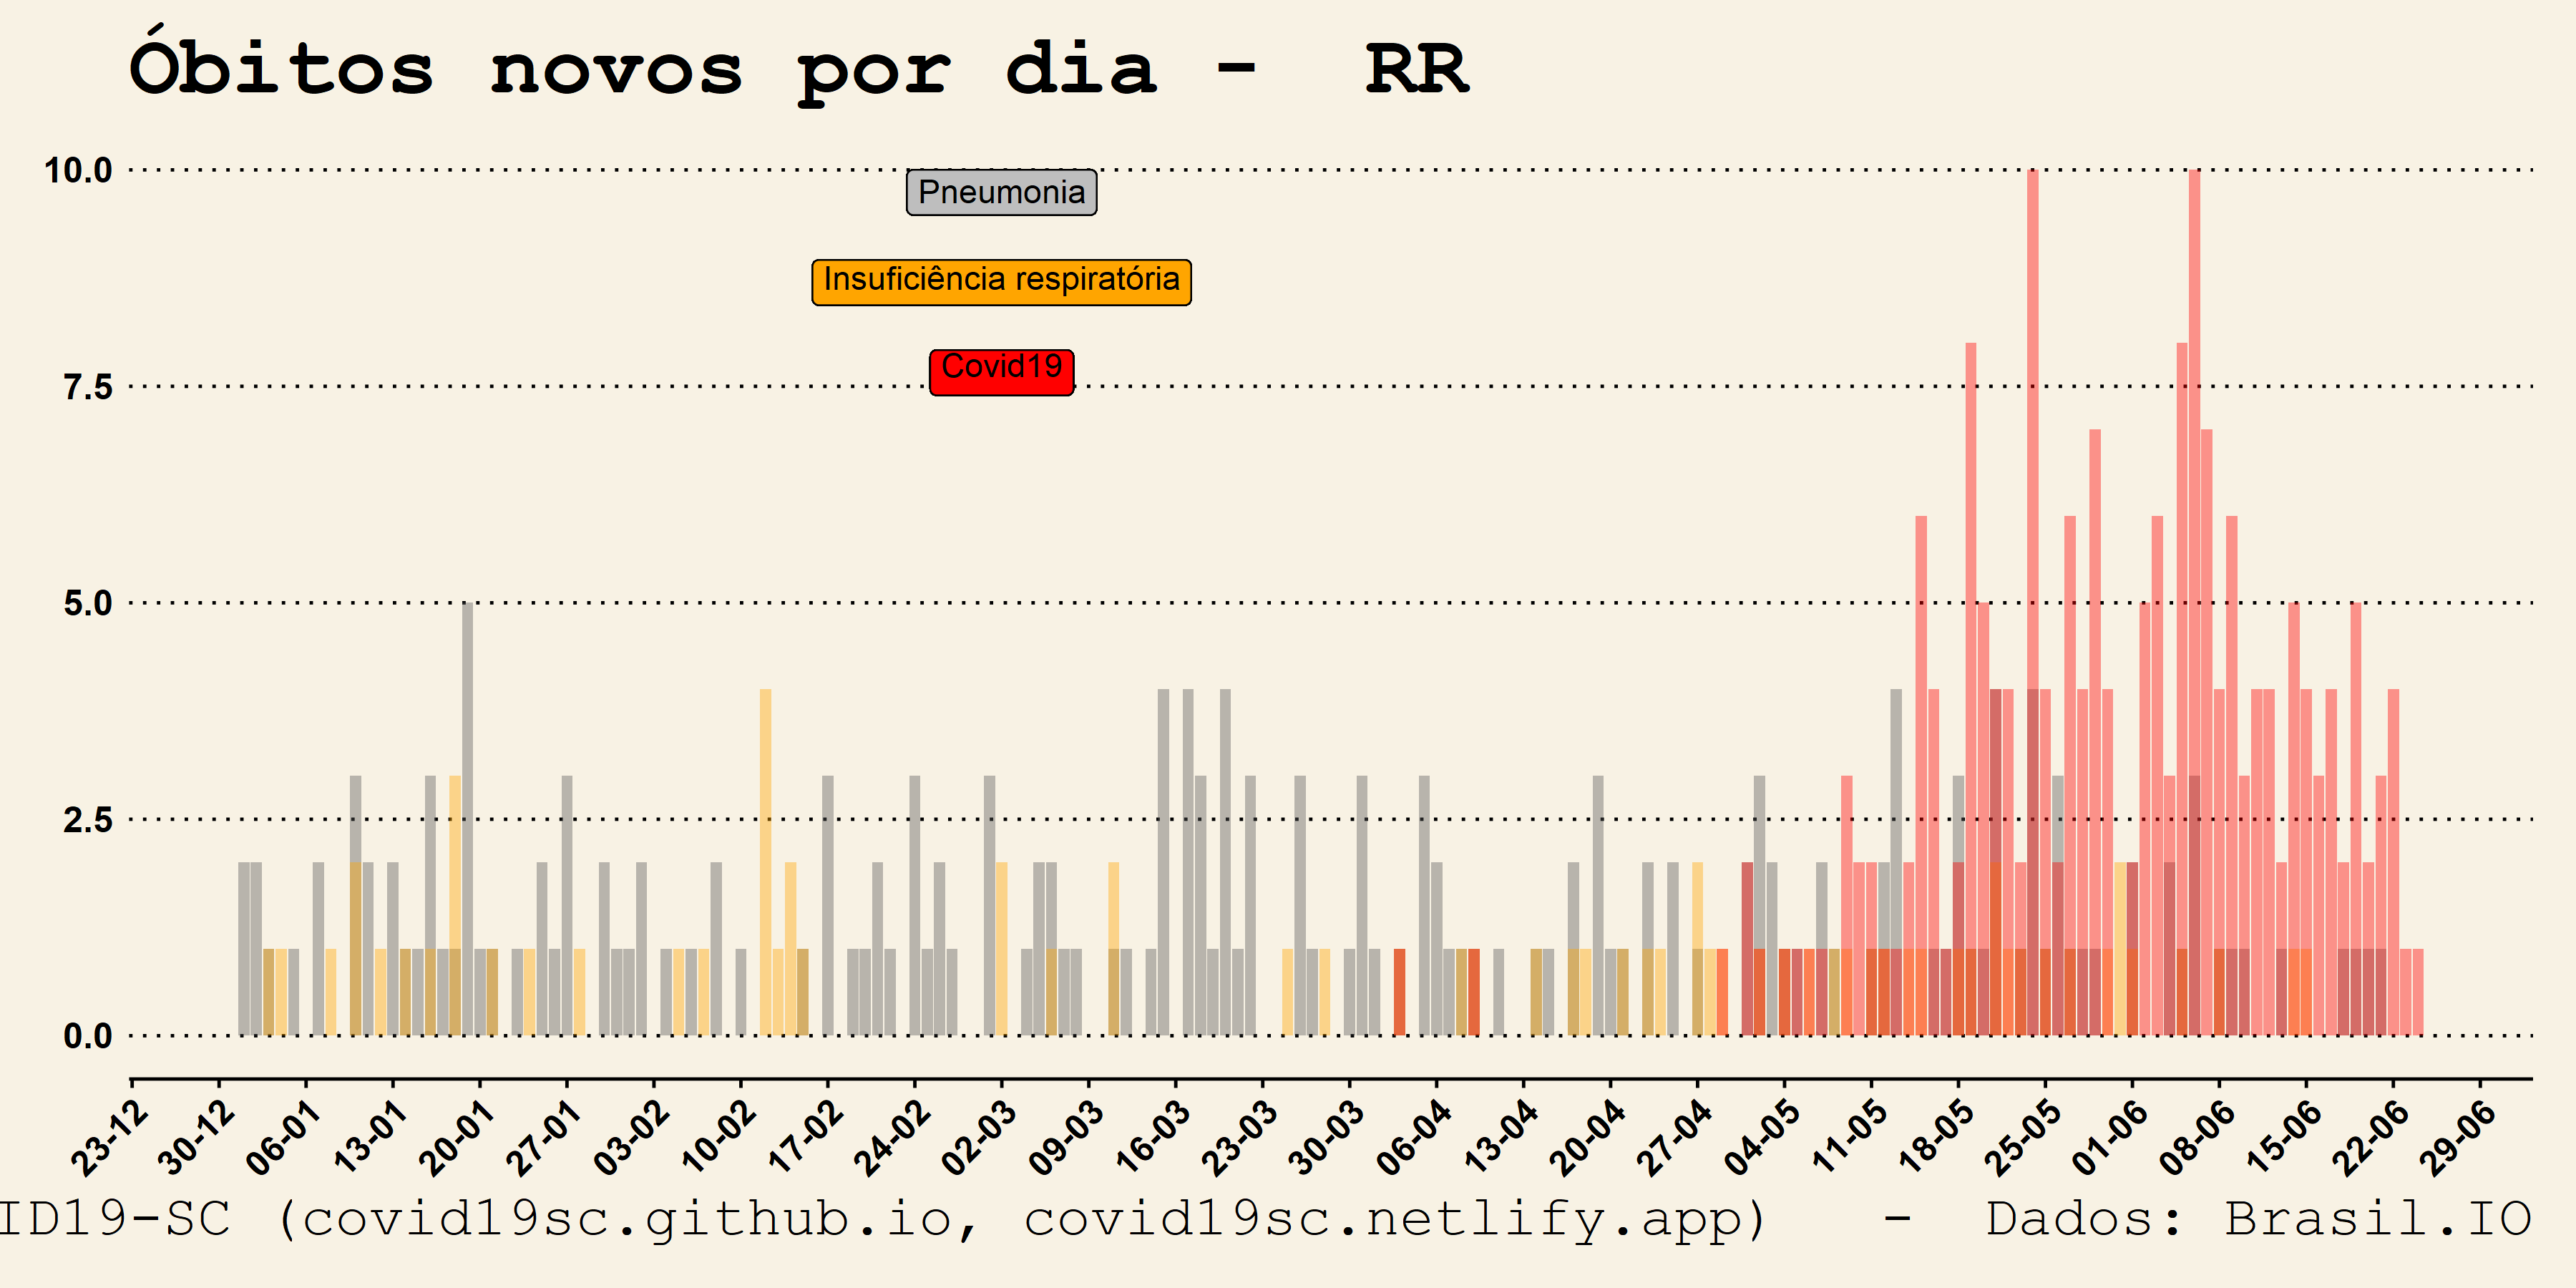 Óbitos novos por dia -  RR
10.0
Pneumonia
Insuficiência respiratória
Covid19
7.5
5.0
2.5
0.0
23-12 30-12 06-01 13-01 20-01 27-01 03-02 10-02 17-02 24-02 02-03 09-03 16-03 23-03 30-03 06-04 13-04 20-04 27-04 04-05 11-05 18-05 25-05 01-06 08-06 15-06 22-06 29-06
ID19-SC (covid19sc.github.io, covid19sc.netlify.app)  -  Dados: Brasil.IO